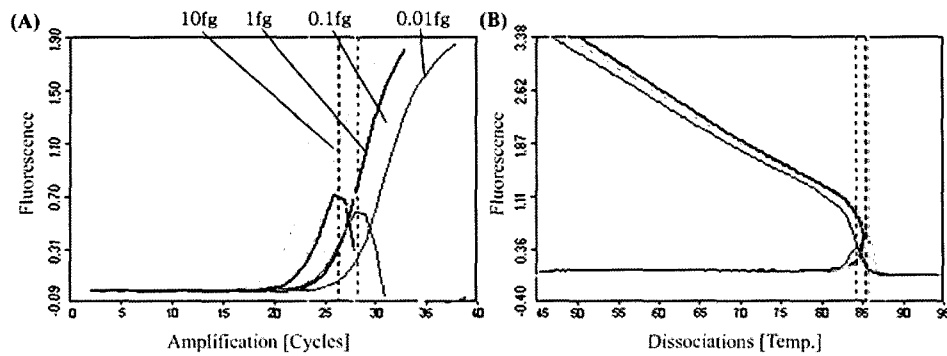 (A)
10fg 1fg 0.1fg 0.01fg
Fluorescence
1.90
1.50
1.10
0.70
0.31
-0.09
0 5 10 15 20 25 30 35 40
Amplification [Cycles]
(B)
Fluorescence
3.38
2.62
1.87
1.11
0.36
-0.40
45 50 55 60 65 70 75 80 85 90 95
Dissociations [Temp.]